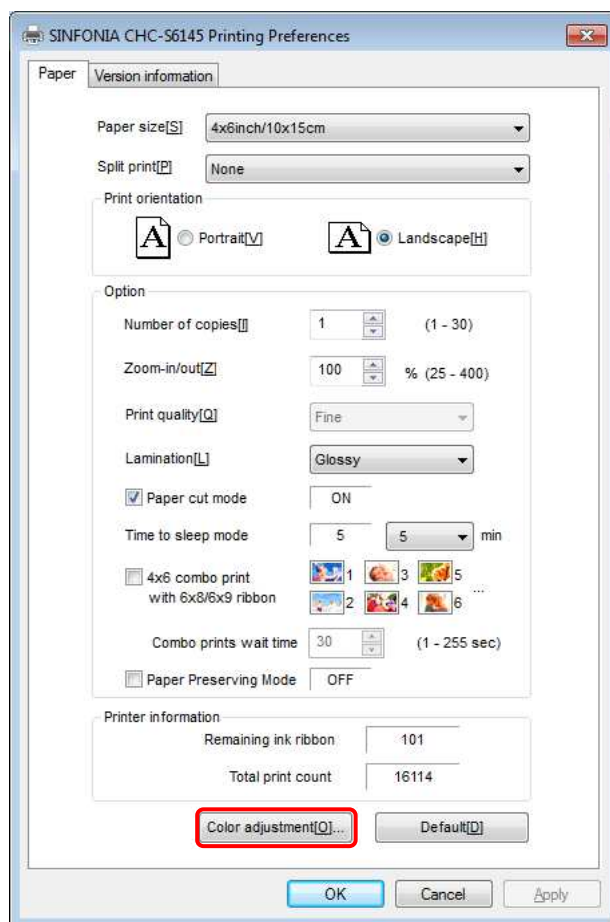 SINFONIA CHC-S6145 Printing Preferences
Paper
Version information
Paper size[S] 4x6inch/10x15cm
Split print[P] None
Print orientation
A Portrait[V] A Landscape[H]
Option
Number of copies[I] 1 (1 - 30)
Zoom-in/out[Z] 100 % (25 - 400)
Print quality[Q] Fine
Lamination[L] Glossy
Paper cut mode ON
Time to sleep mode 5 5 min
4x6 combo print 1 3 5 ...
with 6x8/6x9 ribbon 2 4 6
Combo prints wait time 30 (1 - 255 sec)
Paper Preserving Mode OFF
Printer information
Remaining ink ribbon 101
Total print count 16114
Color adjustment[O]... Default[D]
OK Cancel Apply